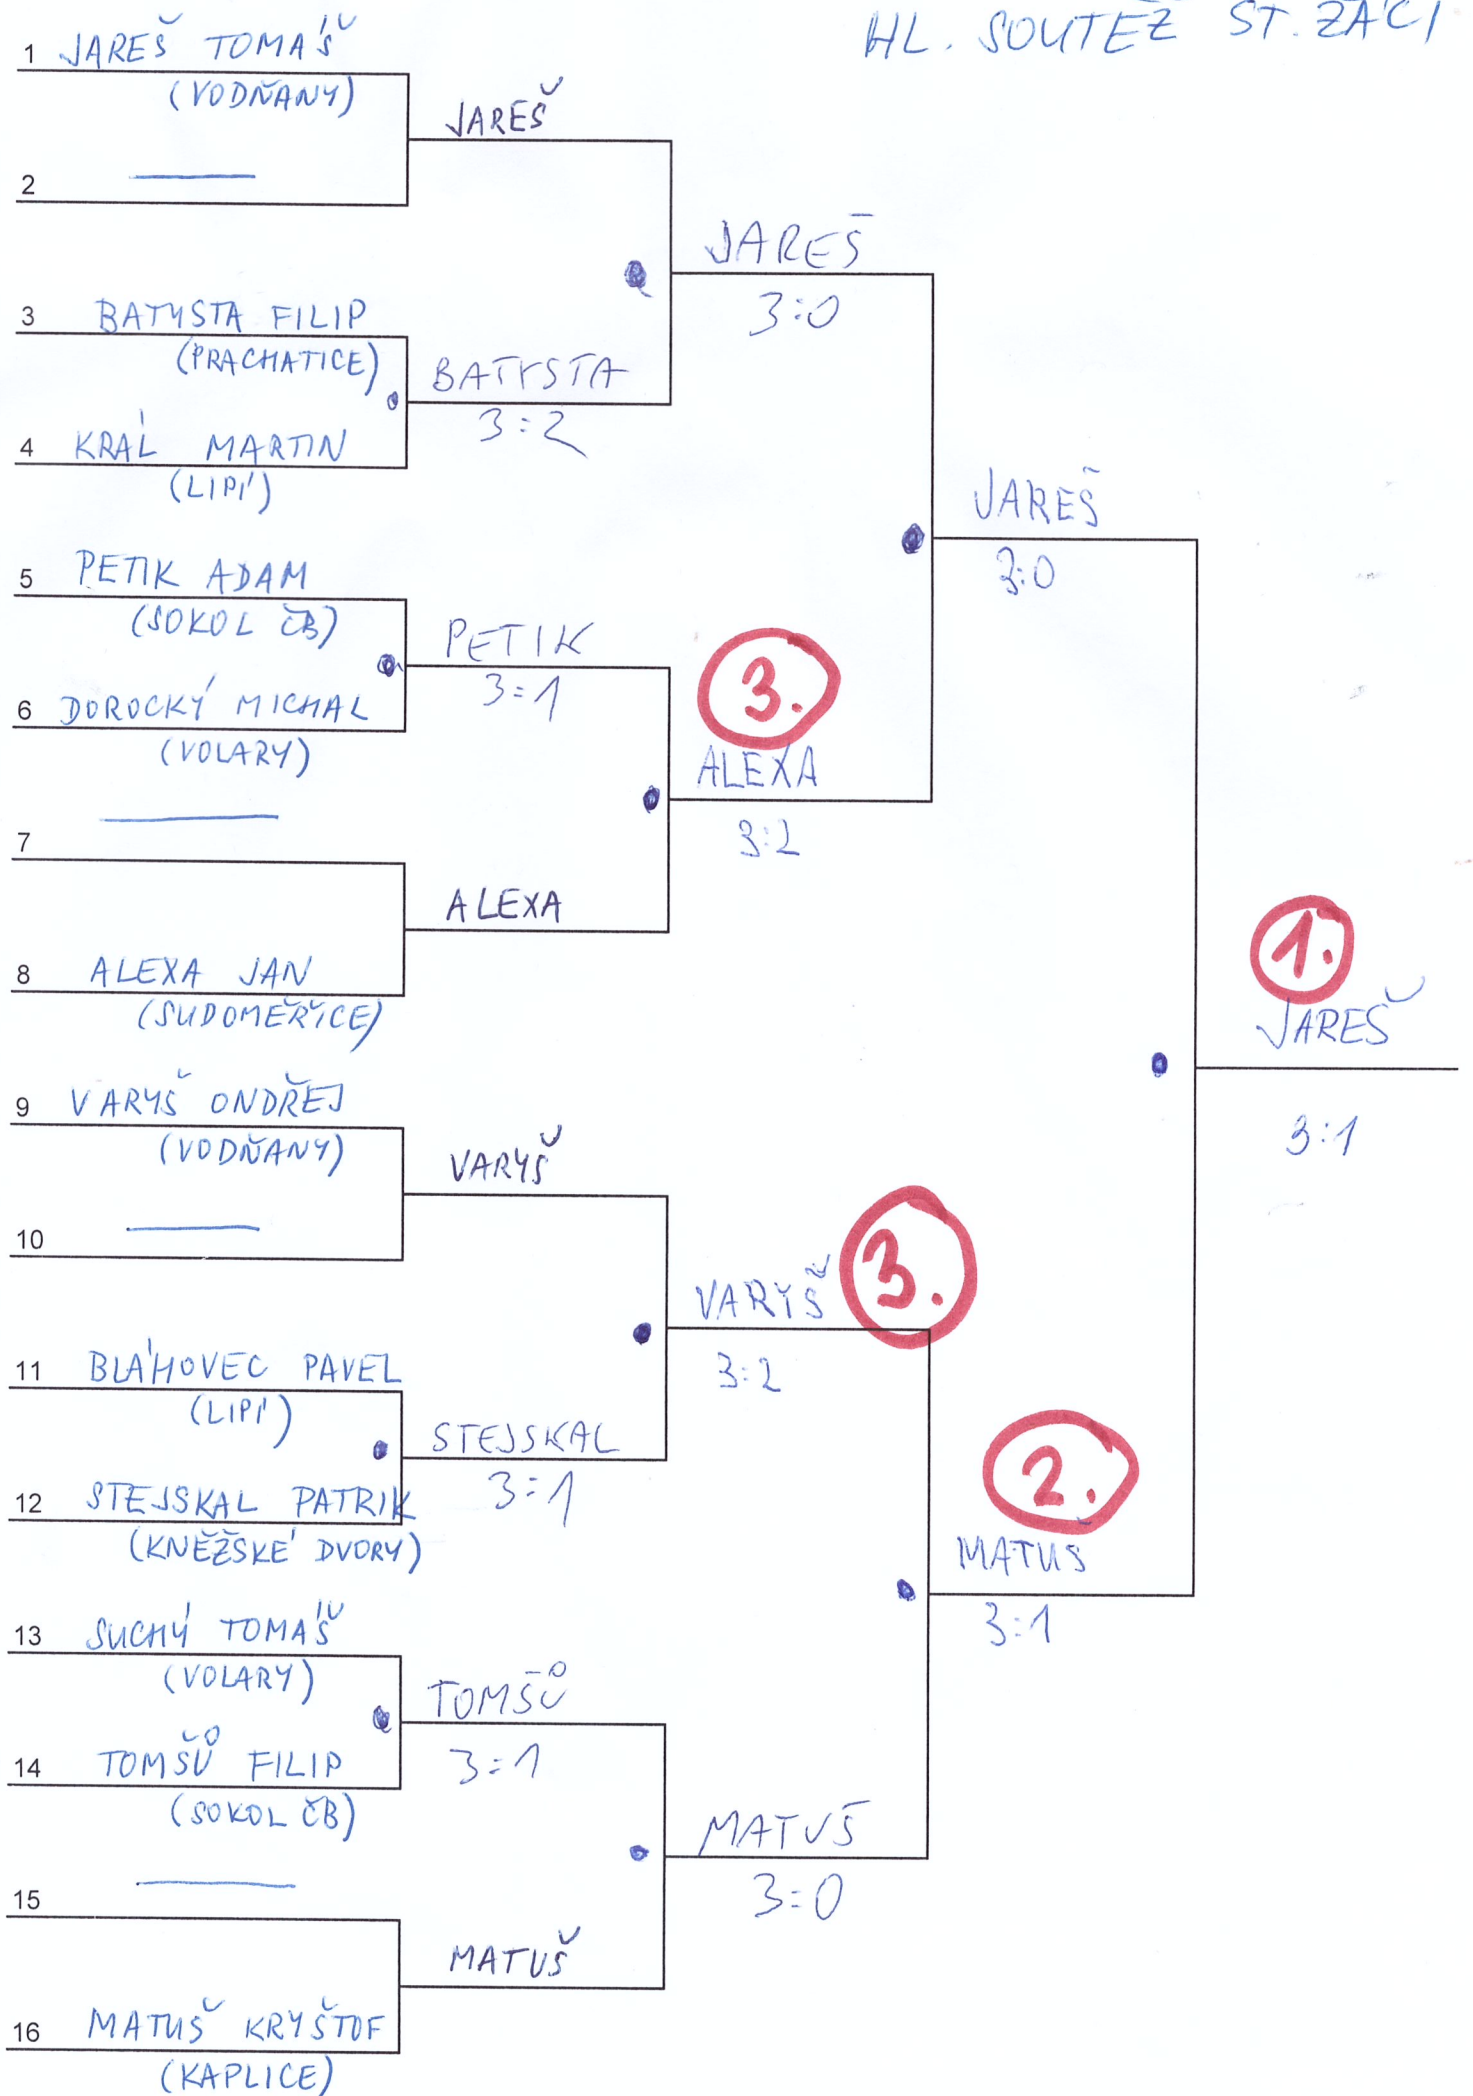 HL. SOUTĚŽ ST. ŽÁCI
1 JAREŠ TOMÁŠ
(VODŇANY)
JAREŠ
2
JAREŠ
3:0
3 BATYSTA FILIP
(PRACHATICE)
BATYSTA
3:2
4 KRÁL MARTIN
(LIPÍ)
JAREŠ
3:0
5 PETIK ADAM
(SOKOL ČB)
PETIK
3:1
6 DOROCKÝ MICHAL
(VOLARY)
3.
ALEXA
3:2
7
ALEXA
8 ALEXA JAN
(SUDOMĚŘICE)
1.
JAREŠ
3:1
9 VARYŠ ONDŘEJ
(VODŇANY)
VARYŠ
10
VARYŠ
3.
3:2
11 BLÁHOVEC PAVEL
(LIPÍ)
STEJSKAL
3:1
12 STEJSKAL PATRIK
(KNĚŽSKÉ DVORY)
2.
MATUŠ
3:1
13 SUCHÝ TOMÁŠ
(VOLARY)
TOMŠŮ
3:1
14 TOMŠŮ FILIP
(SOKOL ČB)
MATUŠ
3:0
15
MATUŠ
16 MATUŠ KRYŠTOF
(KAPLICE)